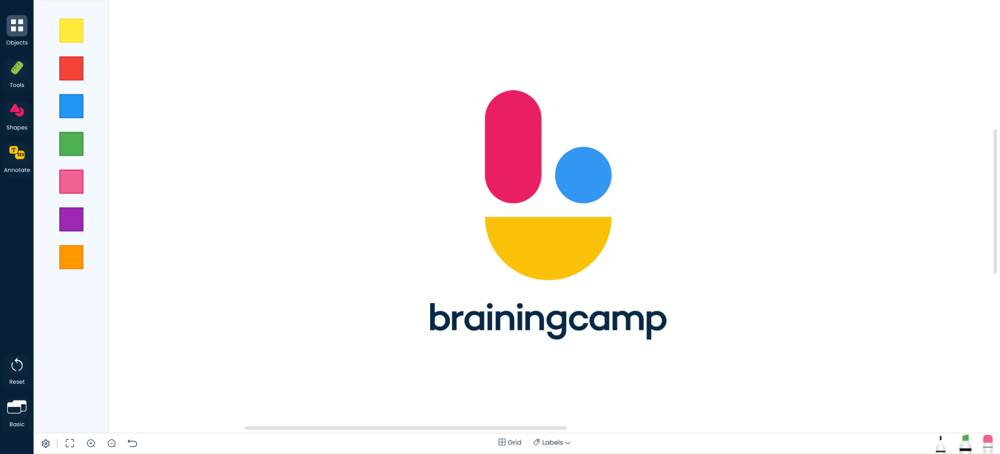 Objects
Tools
Shapes
T
123
Annotate
Reset
Basic
brainingcamp
Grid
Labels